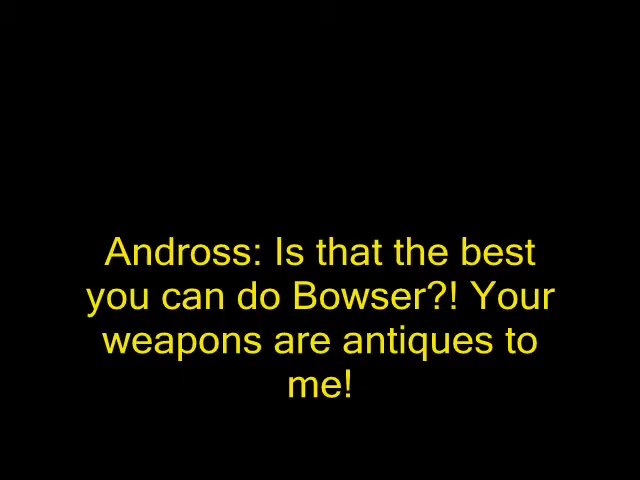 Andross: Is that the best
you can do Bowser?! Your
weapons are antiques to
me!